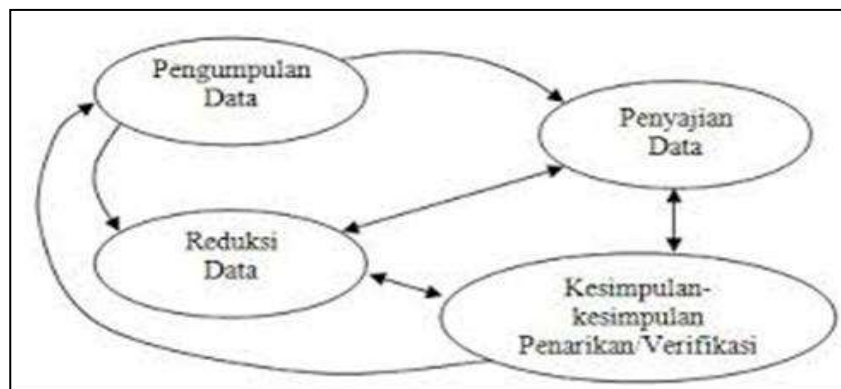 Pengumpulan
Data
Penyajian
Data
Reduksi
Data
Kesimpulan-
kesimpulan
Penarikan/Verifikasi